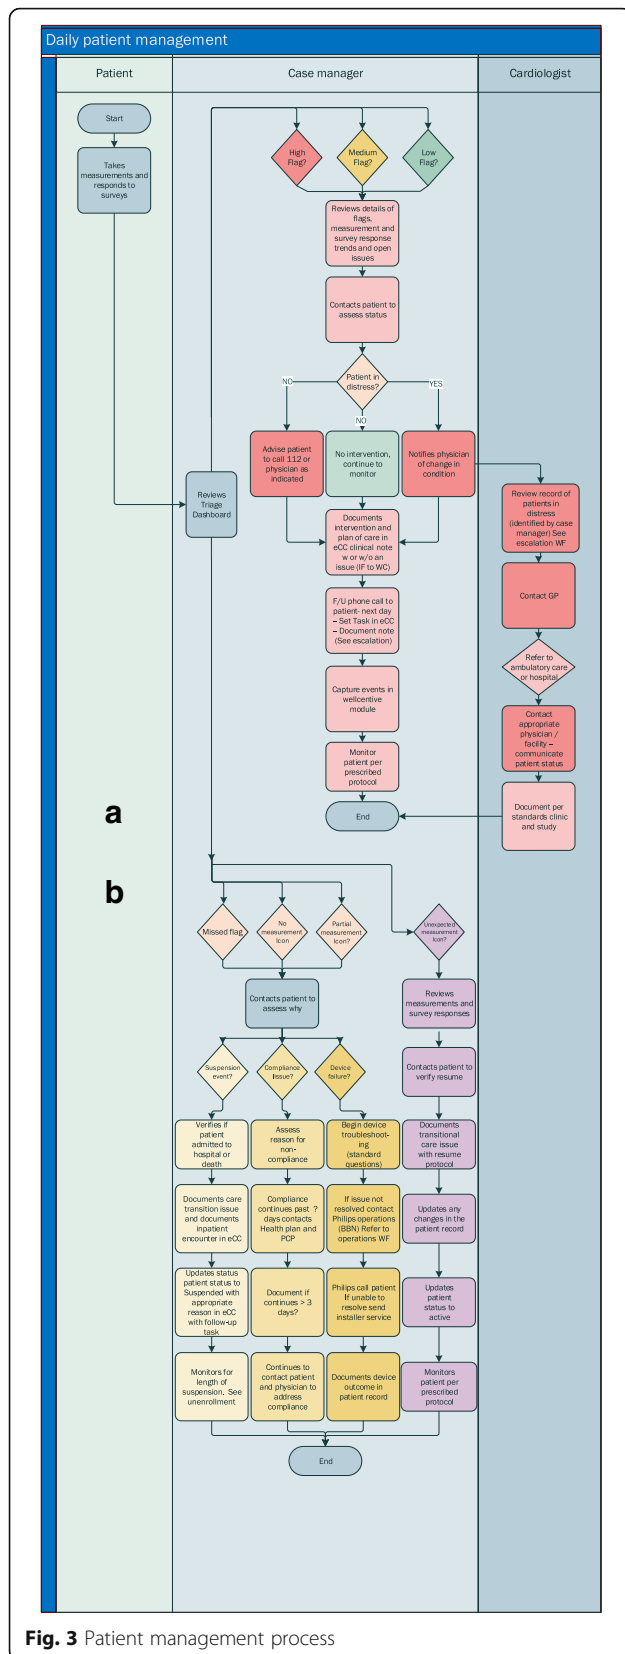 Daily patient management
Patient
Case manager
Cardiologist
Start
Takes
measurements and
responds to
surveys
High
Flag?
Medium
Flag?
Low
Flag?
Reviews details of
flags,
measurement and
survey response
trends and open
issues
Contacts patient to
assess status
Patient in
distress?
NO
NO
YES
Advise patient
to call 112 or
physician as
indicated
No intervention,
continue to
monitor
Notifies physician
of change in
condition
Reviews
Triage
Dashboard
Review record of
patients in
distress
(identified by case
manager) See
escalation WF
Documents
intervention and
plan of care in
eCC clinical note
w or w/o an
issue (IF to WC)
Contact GP
F/U phone call to
patient- next day
– Set Task in eCC
– Document note
(See escalation)
Refer to
ambulatory care
or hospital
Capture events in
wellcentive
module
Contact
appropriate
physician /
facility –
communicate
patient status
Monitor
patient per
prescribed
protocol
Document per
standards clinic
and study
End
a
b
Missed flag
No
measurement
Icon
Partial
measurement
Icon?
Unexpected
measurement
Icon?
Contacts patient to
assess why
Reviews
measurements and
survey responses
Suspension
event?
Compliance
Iissue?
Device
failure?
Contacts patient to
verify resume
Verifies if
patient
admitted to
hospital or
death
Assess
reason for
non-
compliance
Begin device
troubleshoot-
ing
(standard
questions)
Documents
transitional
care issue
with resume
protocol
Documents care
transition issue
and documents
inpatient
encounter in eCC
Compliance
continues past ?
days contacts
Health plan and
PCP
If issue not
resolved contact
Philips operations
(BBN) Refer to
operations WF
Updates any
changes in the
patient record
Updates status
patient status to
Suspended with
appropriate
reason in eCC
with follow-up
task
Document if
continues > 3
days?
Philips call patient
If unable to
resolve send
installer service
Updates
patient
status to
active
Monitors for
length of
suspension. See
unenrollment
Continues to
contact patient
and physician to
address
compliance
Documents device
outcome in
patient record
Monitors
patient per
prescribed
protocol
End
Fig. 3 Patient management process